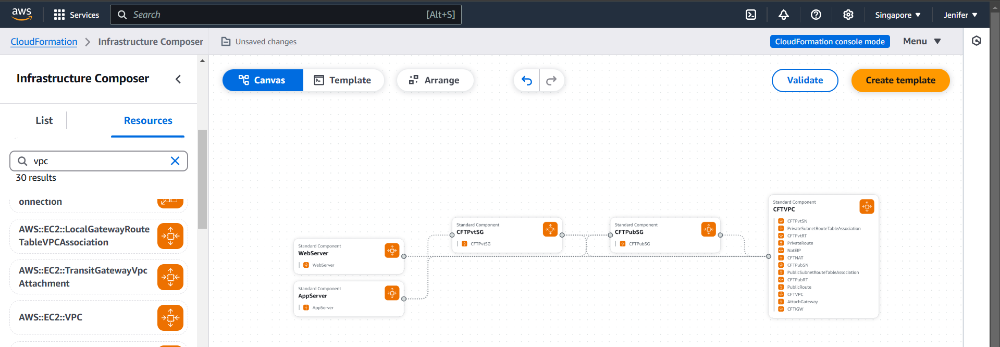 aws
Services
Search
[Alt+S]
Singapore
Jenifer
CloudFormation
Infrastructure Composer
Unsaved changes
CloudFormation console mode
Menu
Infrastructure Composer
Canvas
Template
Arrange
Validate
Create template
List
Resources
vpc
30 results
onnection
AWS::EC2::LocalGatewayRoute
TableVPCAssociation
AWS::EC2::TransitGatewayVpc
Attachment
AWS::EC2::VPC
Standard Component
WebServer
WebServer
Standard Component
AppServer
AppServer
Standard Component
CFTPvtSG
CFTPvtSG
Standard Component
CFTPubSG
CFTPubSG
Standard Component
CFTVPC
CFTPvtSN
PrivateSubnetRouteTableAssociation
CFTPvtRT
PrivateRoute
NatEIP
CFTNAT
CFTPubSN
PublicSubnetRouteTableAssociation
CFTPubRT
PublicRoute
CFTVPC
AttachGateway
CFTIGW